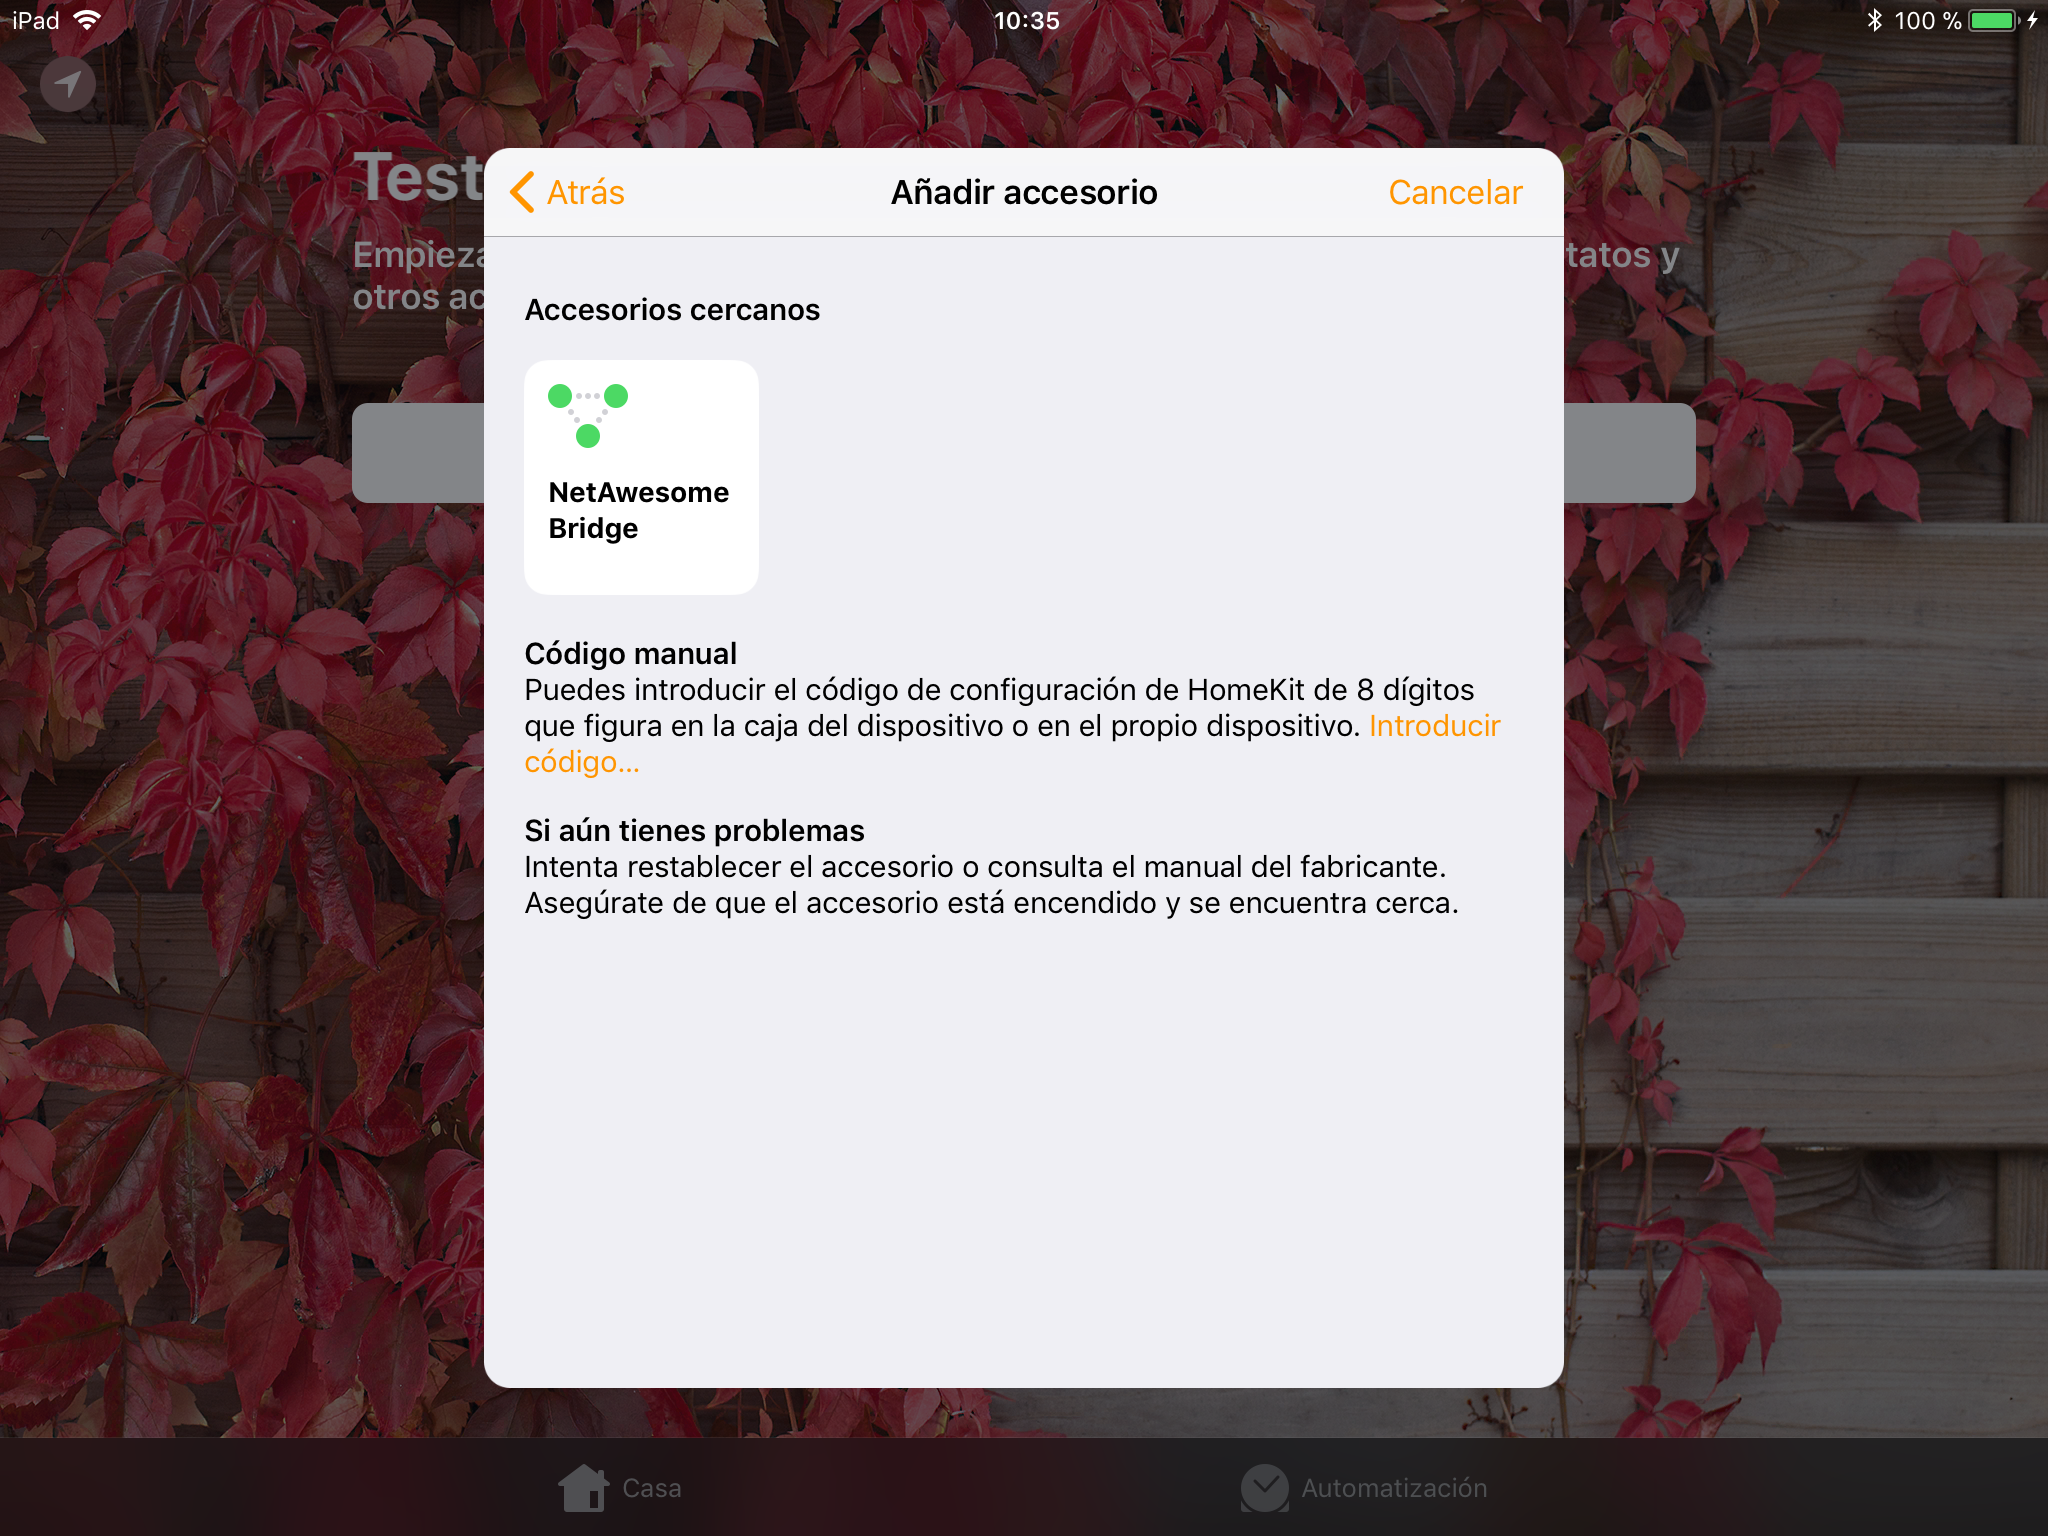 iPad
10:35
100 %
Test
Empieza
tatos y
otros ac
Atrás
Añadir accesorio
Cancelar
Accesorios cercanos
NetAwesome
Bridge
Código manual
Puedes introducir el código de configuración de HomeKit de 8 dígitos
que figura en la caja del dispositivo o en el propio dispositivo. Introducir
código...
Si aún tienes problemas
Intenta restablecer el accesorio o consulta el manual del fabricante.
Asegúrate de que el accesorio está encendido y se encuentra cerca.
Casa
Automatización